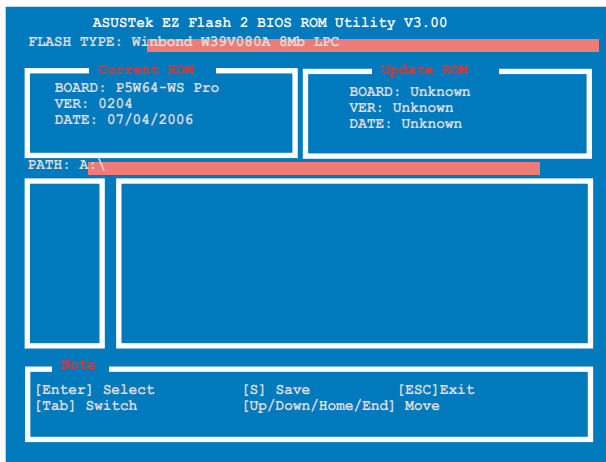 ASUSTek EZ Flash 2 BIOS ROM Utility V3.00
FLASH TYPE: Winbond W39V080A 8Mb LPC
Current ROM
BOARD: P5W64-WS Pro
VER: 0204
DATE: 07/04/2006
Update ROM
BOARD: Unknown
VER: Unknown
DATE: Unknown
PATH: A:\
Note
[Enter] Select [S] Save [ESC]Exit
[Tab] Switch [Up/Down/Home/End] Move